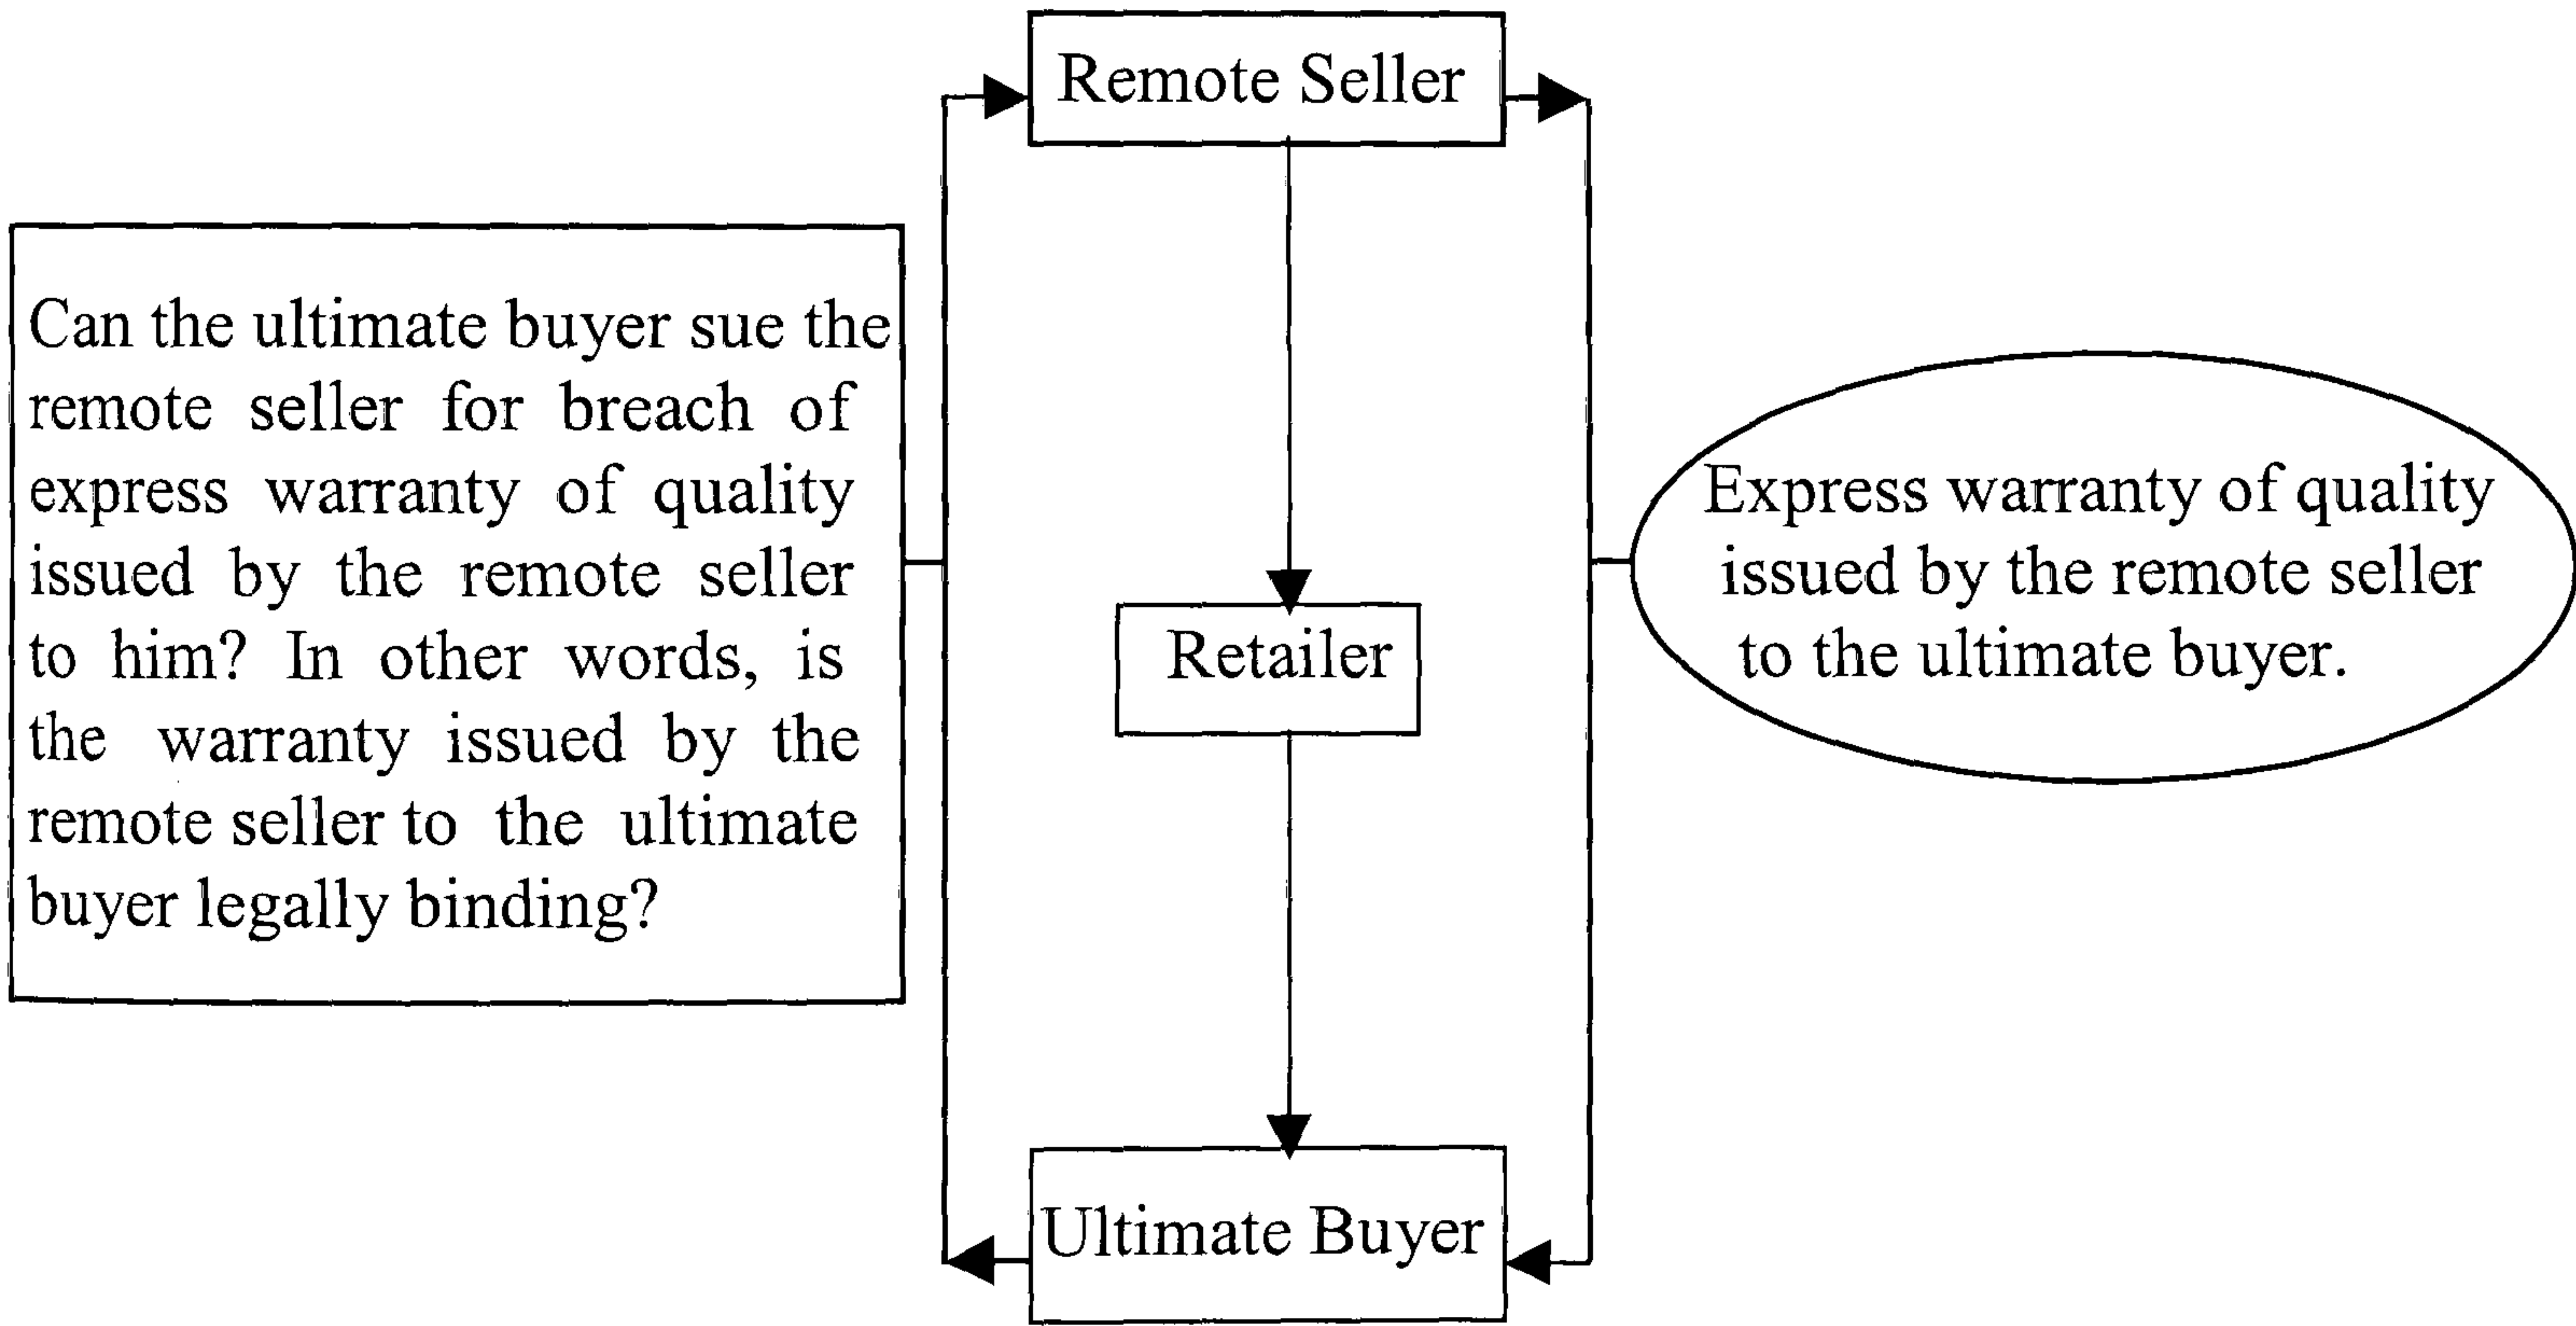 Remote Seller
Can the ultimate buyer sue the
remote seller for breach of
express warranty of quality
issued by the remote seller
to him? In other words, is
the warranty issued by the
remote seller to the ultimate
buyer legally binding?
Express warranty of quality
issued by the remote seller
to the ultimate buyer.
Retailer
Ultimate Buyer